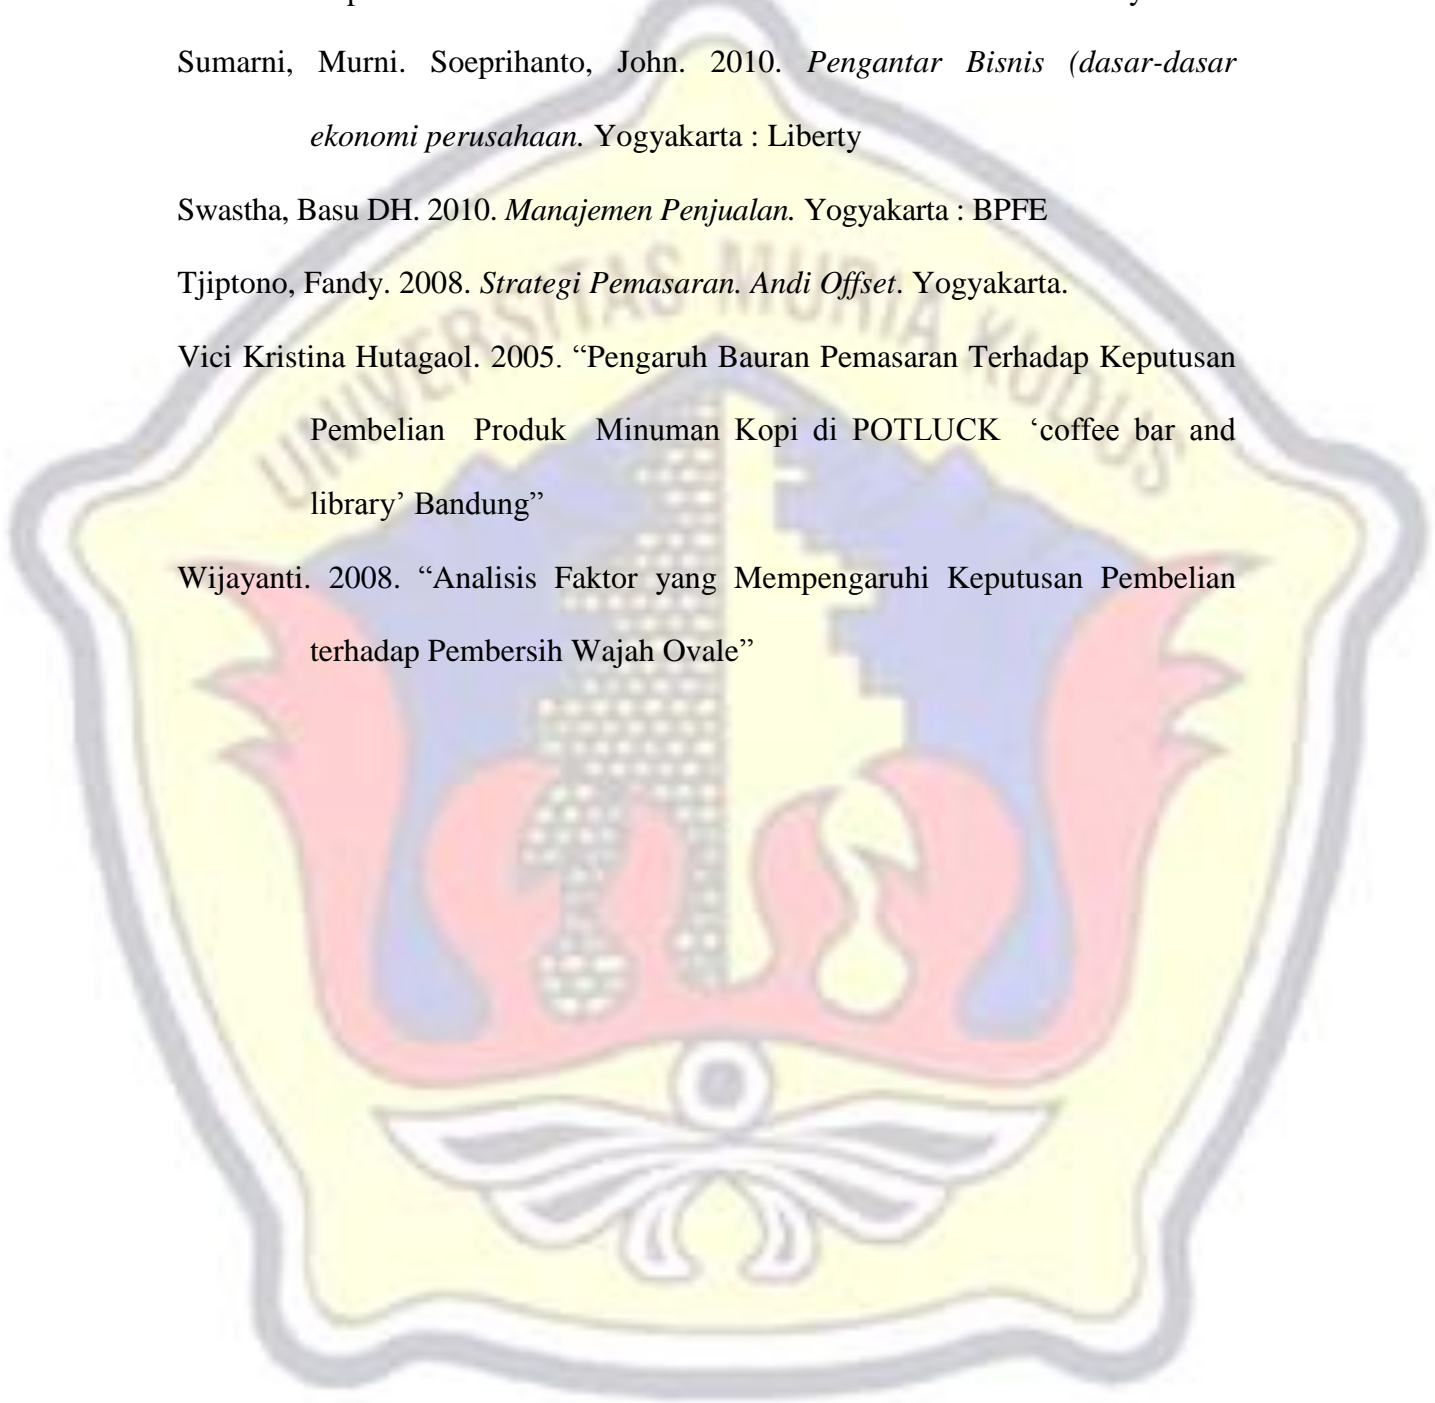 Sumarni, Murni. Soeprihanto, John. 2010. Pengantar Bisnis (dasar-dasar
ekonomi perusahaan. Yogyakarta : Liberty
Swastha, Basu DH. 2010. Manajemen Penjualan. Yogyakarta : BPFE
UNIVERSITAS MURIA KUDUS
Tjiptono, Fandy. 2008. Strategi Pemasaran. Andi Offset. Yogyakarta.
Vici Kristina Hutagaol. 2005. “Pengaruh Bauran Pemasaran Terhadap Keputusan
Pembelian Produk Minuman Kopi di POTLUCK ‘coffee bar and
library’ Bandung”
Wijayanti. 2008. “Analisis Faktor yang Mempengaruhi Keputusan Pembelian
terhadap Pembersih Wajah Ovale”